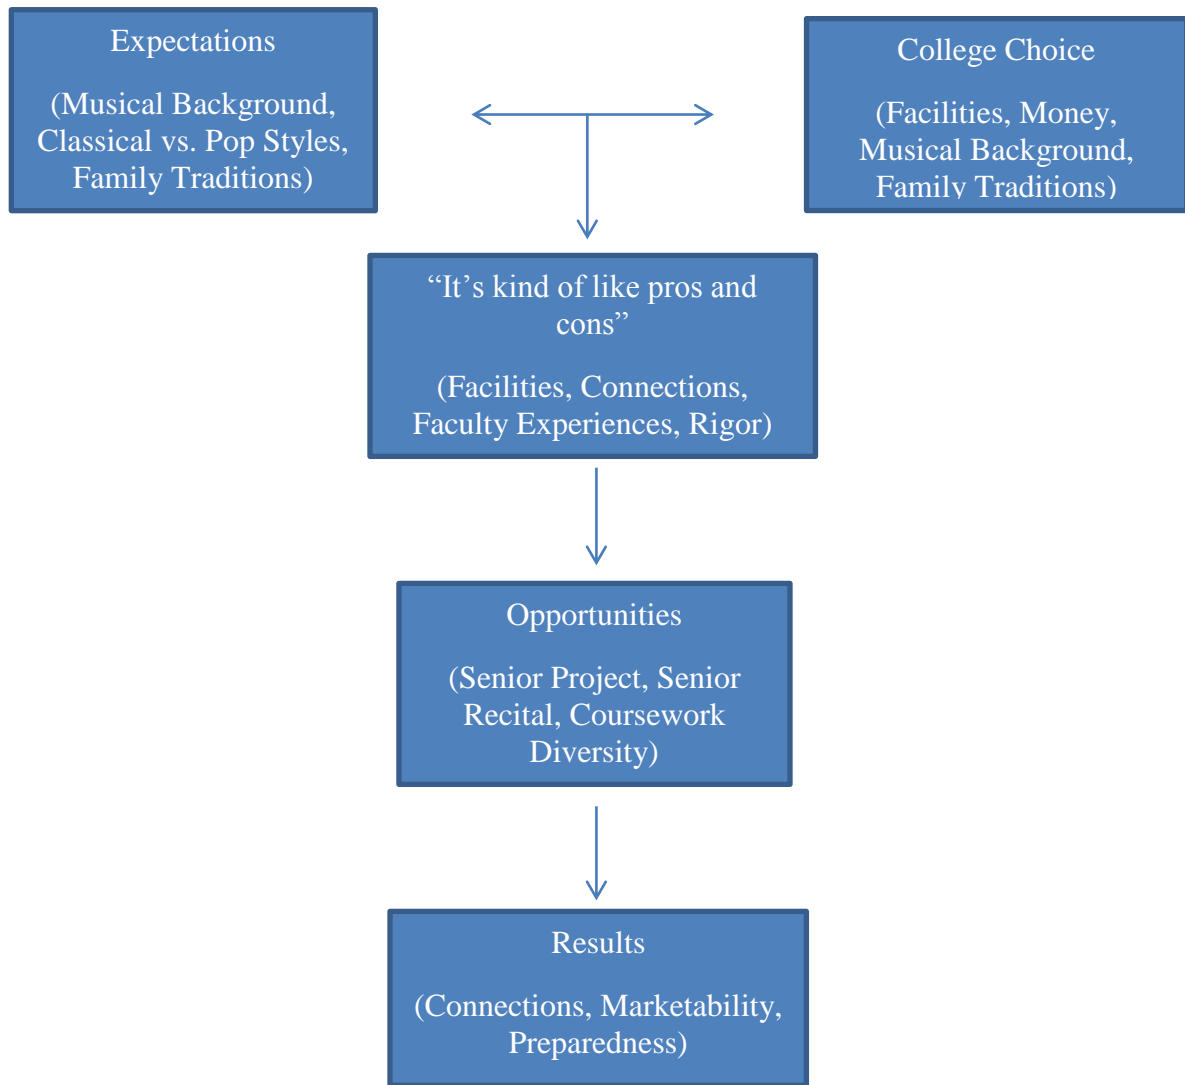 Expectations
(Musical Background,
Classical vs. Pop Styles,
Family Traditions)
College Choice
(Facilities, Money,
Musical Background,
Family Traditions)
“It’s kind of like pros and
cons”
(Facilities, Connections,
Faculty Experiences, Rigor)
Opportunities
(Senior Project, Senior
Recital, Coursework
Diversity)
Results
(Connections, Marketability,
Preparedness)